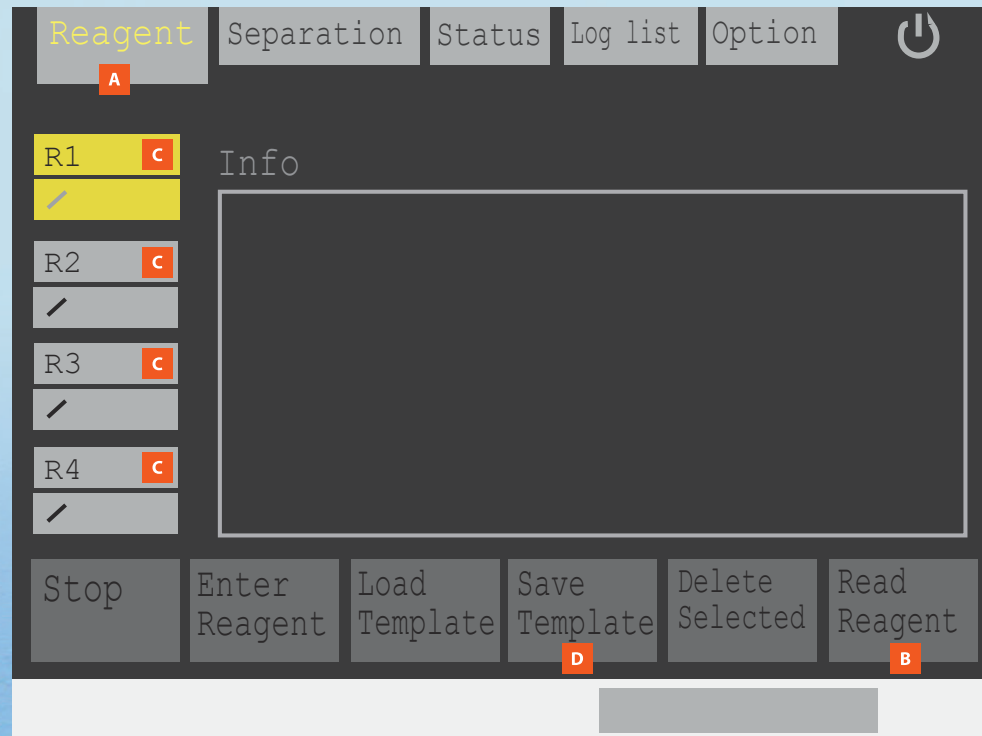 Reagent Separation Status Log list Option
A
R1 C
Info
R2 C
R3 C
R4 C
Stop Enter Load Save Delete Read
Reagent Template Template Selected Reagent
D B